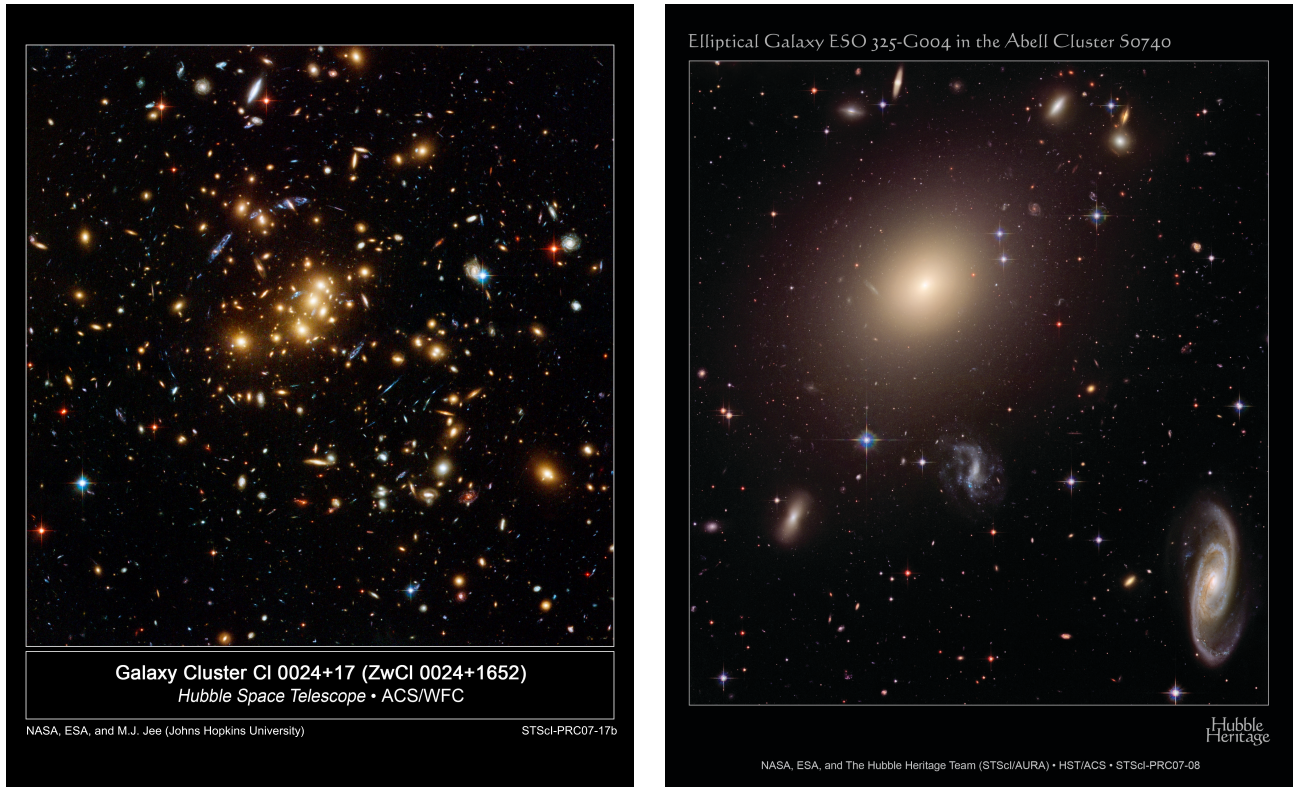 Galaxy Cluster Cl 0024+17 (ZwCl 0024+1652)
Hubble Space Telescope • ACS/WFC
NASA, ESA, and M.J. Jee (Johns Hopkins University)
STScI-PRC07-17b
Elliptical Galaxy ESO 325-G004 in the Abell Cluster S0740
Hubble
Heritage
NASA, ESA, and The Hubble Heritage Team (STScI/AURA) • HST/ACS • STScI-PRC07-08